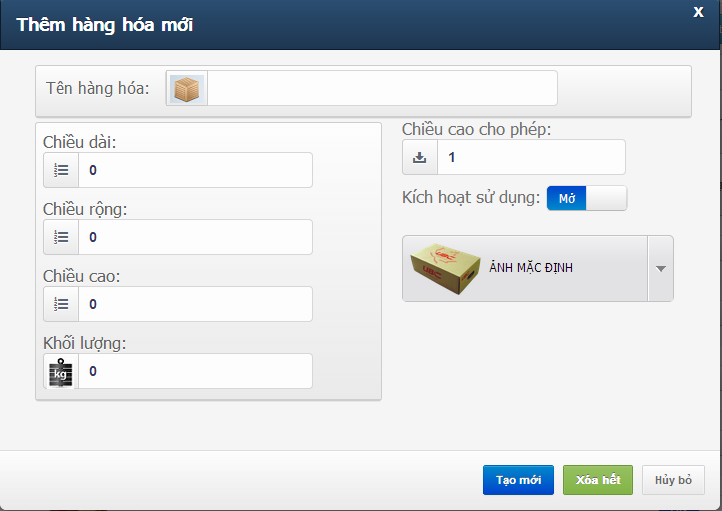 Thêm hàng hóa mới
X
Tên hàng hóa:
Chiều dài:
0
Chiều rộng:
0
Chiều cao:
0
Khối lượng:
kg
0
Chiều cao cho phép:
1
Kích hoạt sử dụng:
Mở
ẢNH MẶC ĐỊNH
Tạo mới
Xóa hết
Hủy bỏ